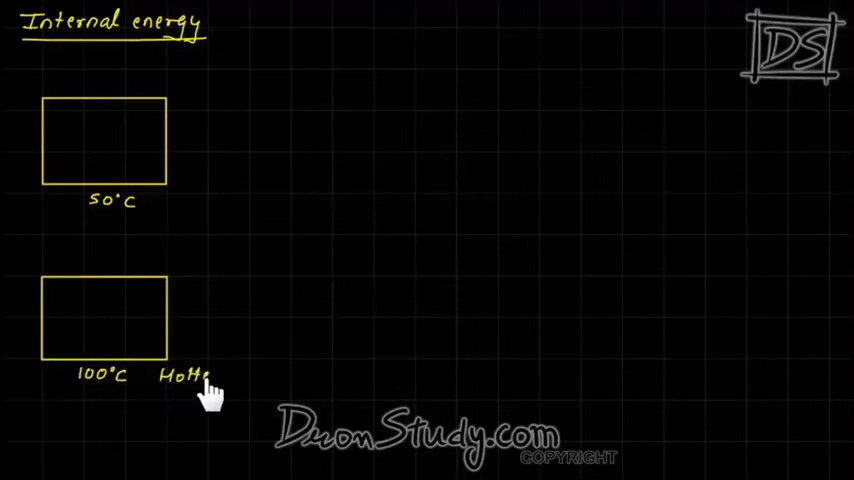 Internal energy
DS
50°C
100°C Hotte
DronStudy.com
COPYRIGHT